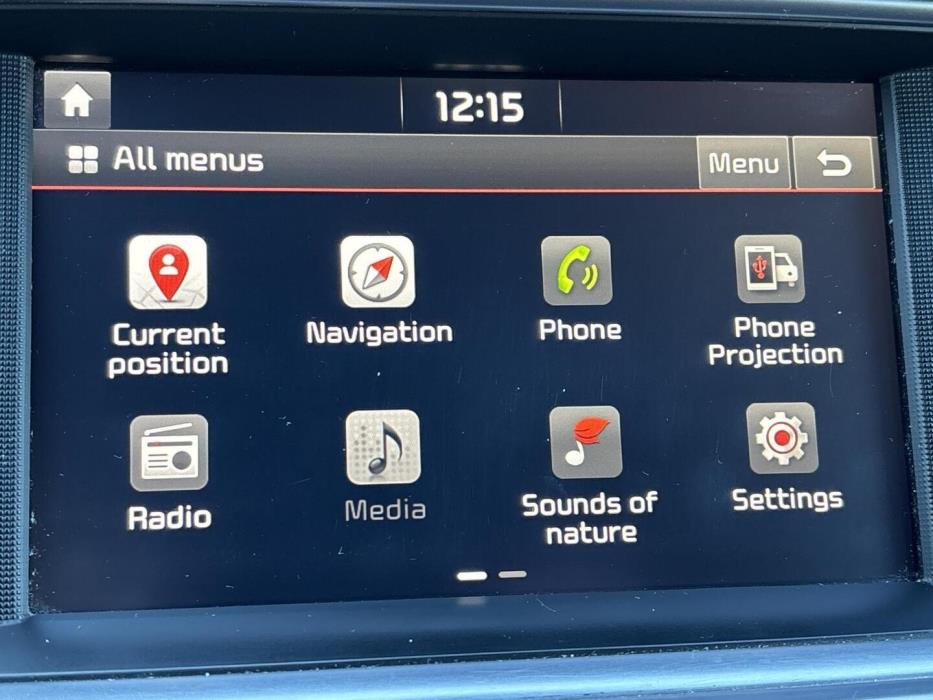 12:15
All menus
Menu
Current
position
Navigation
Phone
Phone
Projection
Radio
Media
Sounds of
nature
Settings